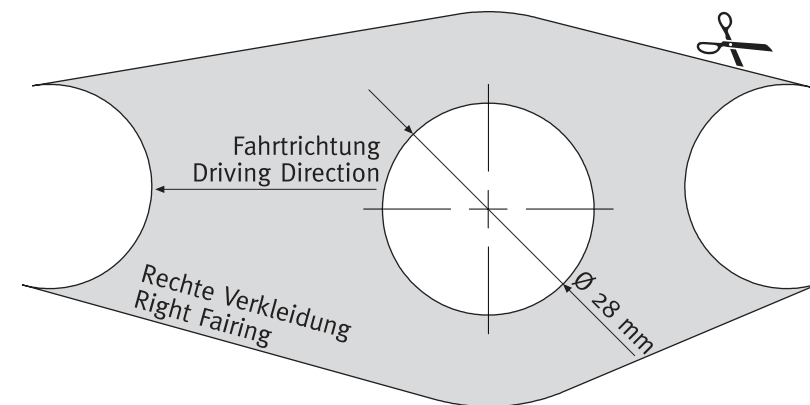 Fahrtrichtung
Driving Direction
Rechte Verkleidung
Right Fairing
Ø 28 mm